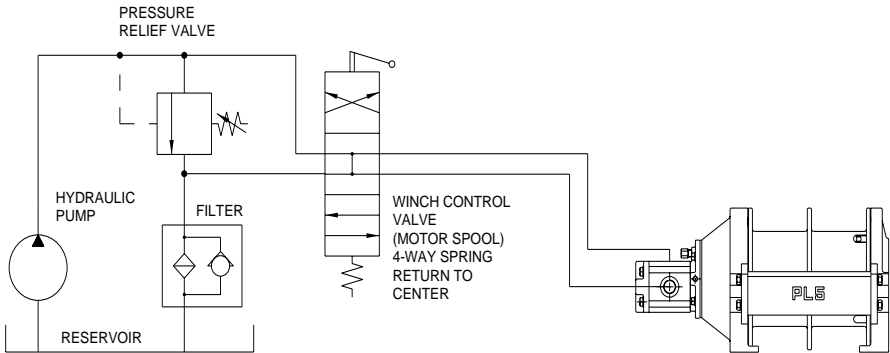 PRESSURE
RELIEF VALVE
HYDRAULIC
PUMP
FILTER
WINCH CONTROL
VALVE
(MOTOR SPOOL)
4-WAY SPRING
RETURN TO
CENTER
RESERVOIR
PL5